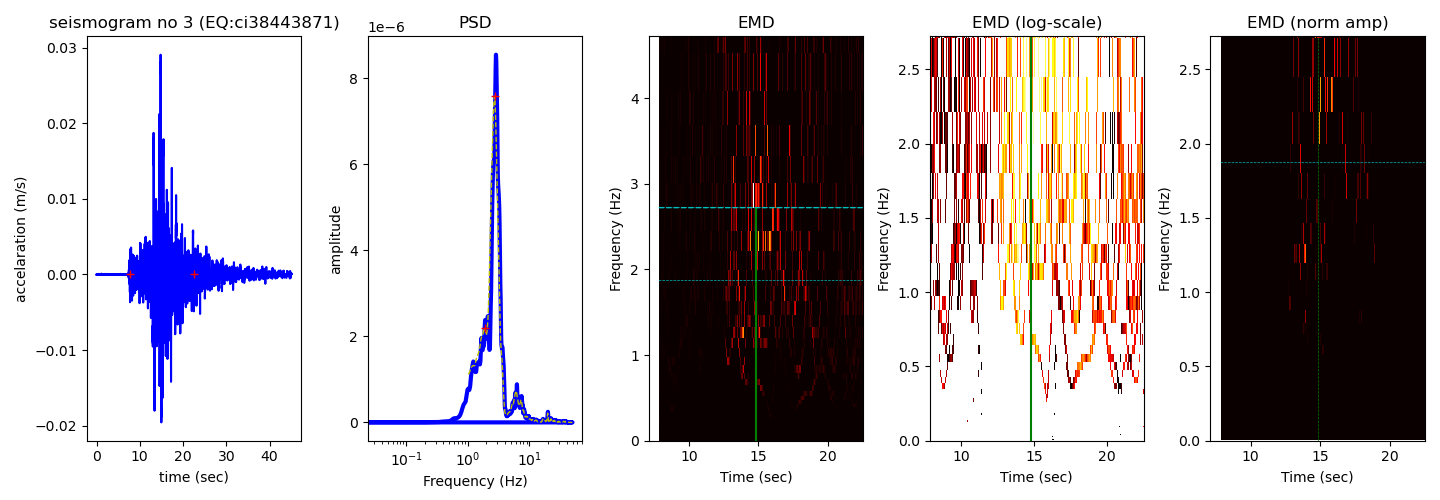 seismogram no 3 (EQ:ci38443871)
accelaration (m/s)
0.03
0.02
0.01
0.00
−0.01
−0.02
0 10 20 30 40
time (sec)
PSD
1e−6
amplitude
8
6
4
2
0
10⁻¹ 10⁰ 10¹
Frequency (Hz)
EMD
Frequency (Hz)
4
3
2
1
0
10 15 20
Time (sec)
EMD (log-scale)
Frequency (Hz)
2.5
2.0
1.5
1.0
0.5
0.0
10 15 20
Time (sec)
EMD (norm amp)
Frequency (Hz)
2.5
2.0
1.5
1.0
0.5
0.0
10 15 20
Time (sec)